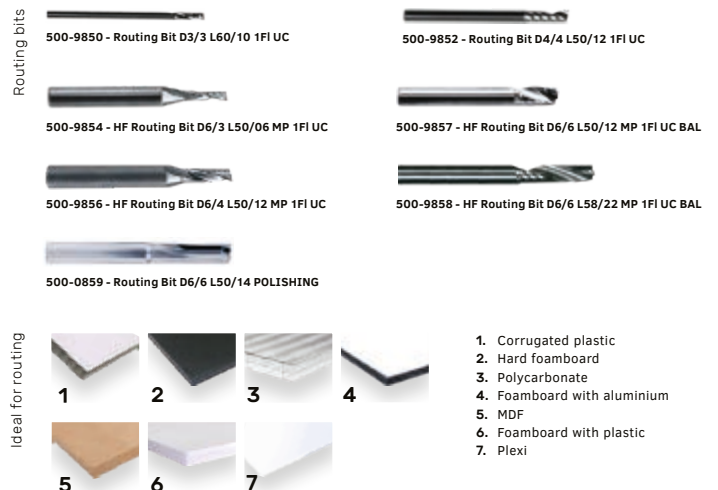 Routing bits
500-9850 - Routing Bit D3/3 L60/10 1Fl UC
500-9852 - Routing Bit D4/4 L50/12 1Fl UC
500-9854 - HF Routing Bit D6/3 L50/06 MP 1Fl UC
500-9857 - HF Routing Bit D6/6 L50/12 MP 1Fl UC BAL
500-9856 - HF Routing Bit D6/4 L50/12 MP 1Fl UC
500-9858 - HF Routing Bit D6/6 L58/22 MP 1Fl UC BAL
500-0859 - Routing Bit D6/6 L50/14 POLISHING
Ideal for routing
1
2
3
4
5
6
7
1. Corrugated plastic
2. Hard foamboard
3. Polycarbonate
4. Foamboard with aluminium
5. MDF
6. Foamboard with plastic
7. Plexi